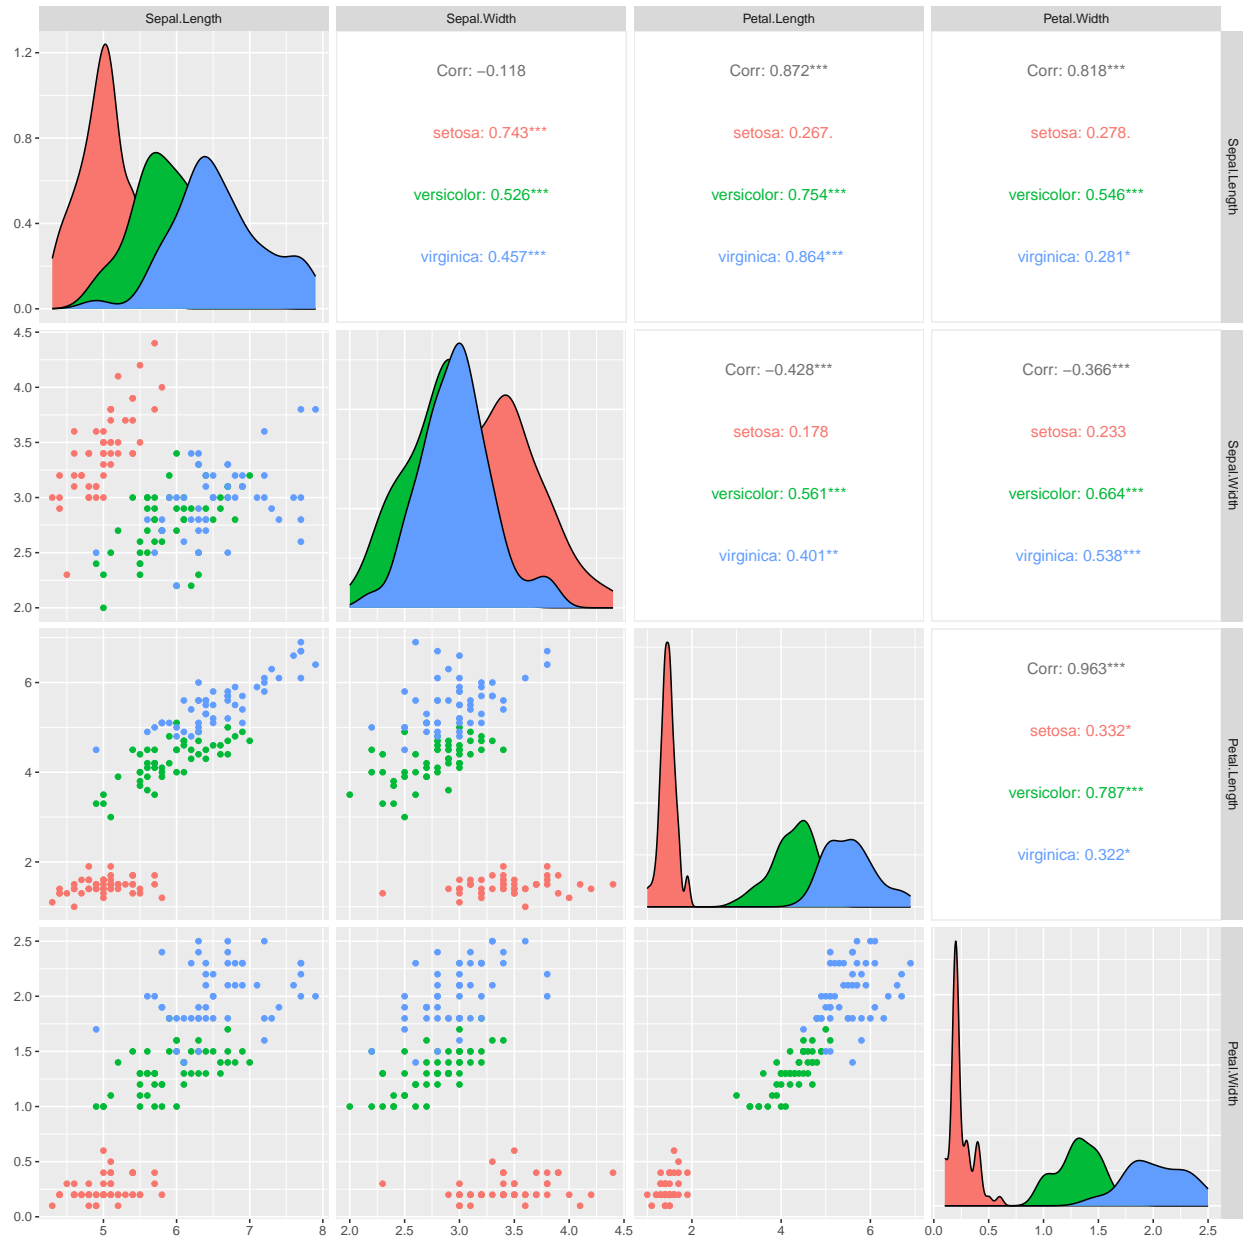 Sepal.Length
Sepal.Width
Petal.Length
Petal.Width
1.2
0.8
0.4
0.0
Corr: −0.118
setosa: 0.743***
versicolor: 0.526***
virginica: 0.457***
Corr: 0.872***
setosa: 0.267.
versicolor: 0.754***
virginica: 0.864***
Corr: 0.818***
setosa: 0.278.
versicolor: 0.546***
virginica: 0.281*
Sepal.Length
4.5
4.0
3.5
3.0
2.5
2.0
Corr: −0.428***
setosa: 0.178
versicolor: 0.561***
virginica: 0.401**
Corr: −0.366***
setosa: 0.233
versicolor: 0.664***
virginica: 0.538***
Sepal.Width
6
4
2
Corr: 0.963***
setosa: 0.332*
versicolor: 0.787***
virginica: 0.322*
Petal.Length
2.5
2.0
1.5
1.0
0.5
0.0
Petal.Width
5 6 7 8
2.0 2.5 3.0 3.5 4.0 4.5
2 4 6
0.0 0.5 1.0 1.5 2.0 2.5